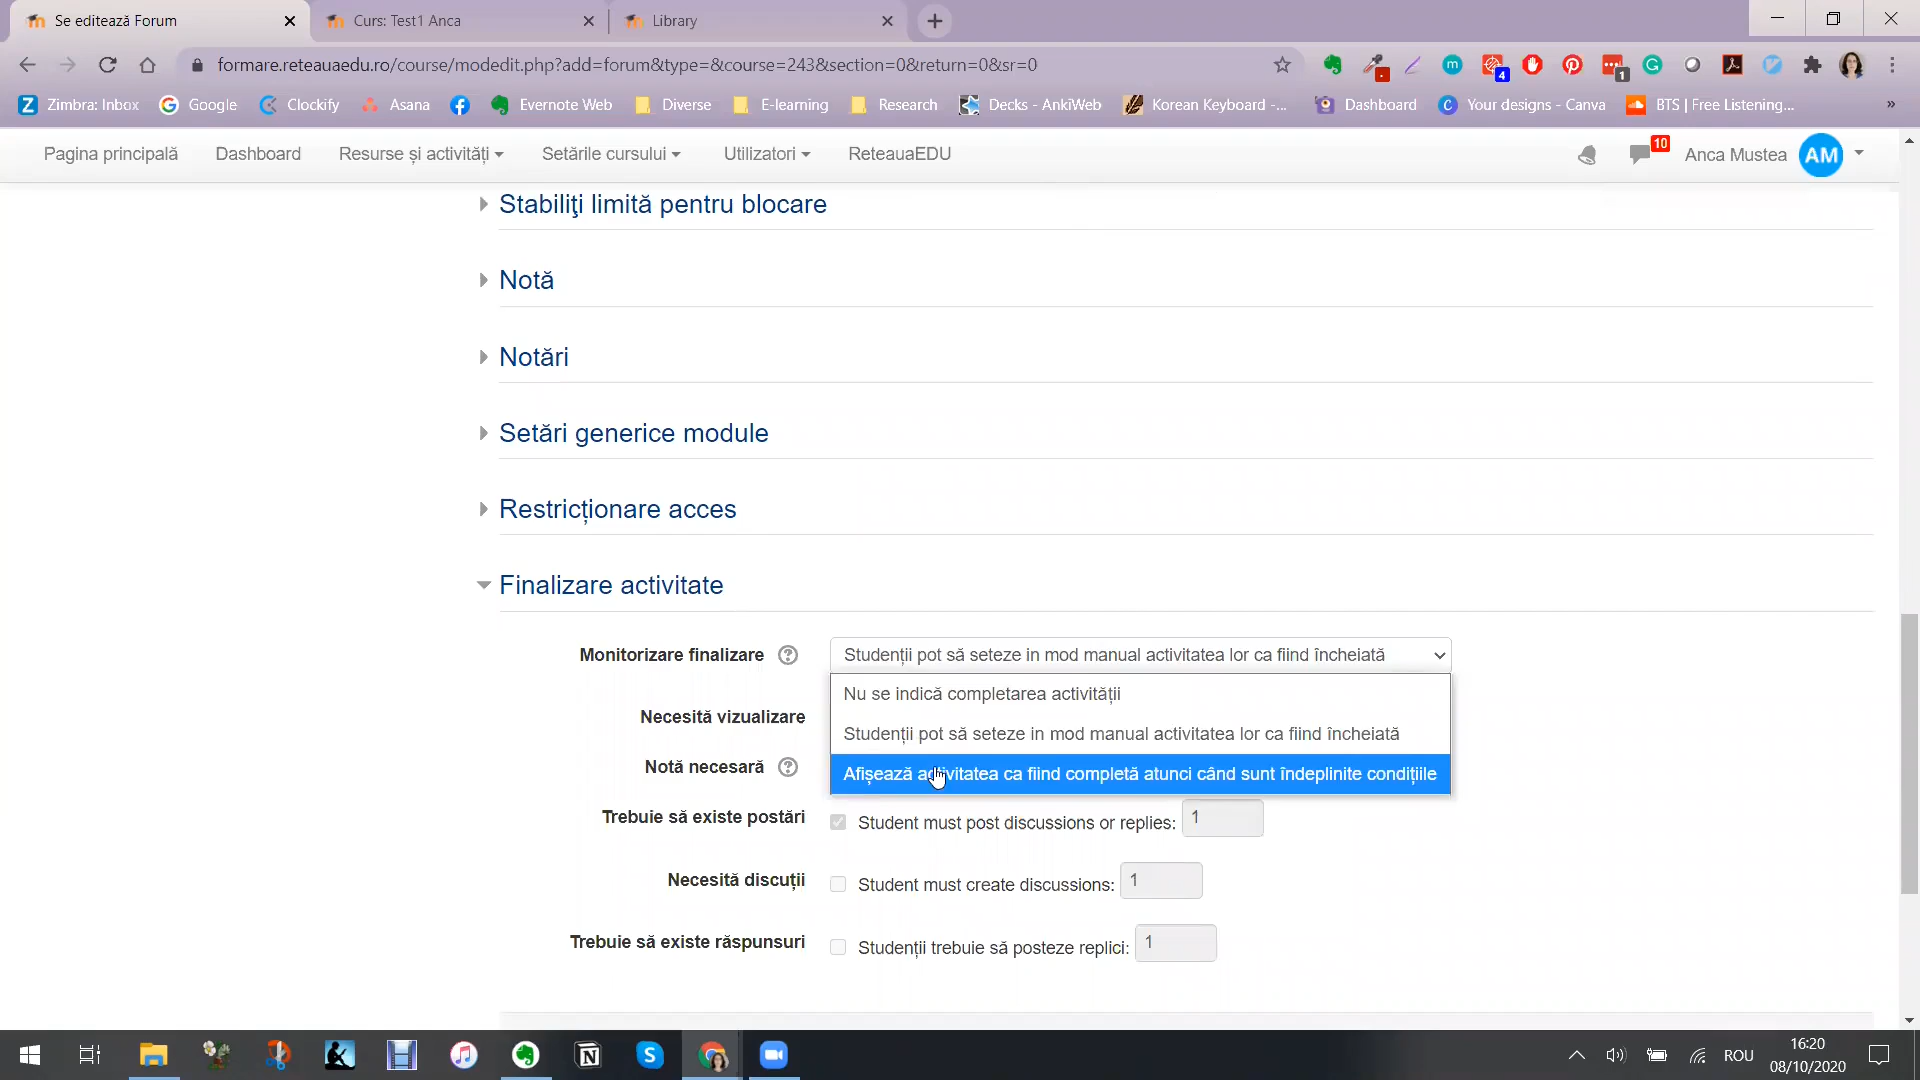 Se editează Forum
Curs: Test1 Anca
Library
formare.reteauaedu.ro/course/modedit.php?add=forum&type=&course=243&section=0&return=0&sr=0
4
1
Zimbra: Inbox
Google
Clockify
Asana
Evernote Web
Diverse
E-learning
Research
Decks - AnkiWeb
Korean Keyboard -...
Dashboard
Your designs - Canva
BTS | Free Listening...
Pagina principală
Dashboard
Resurse și activități
Setările cursului
Utilizatori
ReteauaEDU
10
Anca Mustea
AM
Stabiliţi limită pentru blocare
Notă
Notări
Setări generice module
Restricționare acces
Finalizare activitate
Monitorizare finalizare
Studenții pot să seteze in mod manual activitatea lor ca fiind încheiată
Nu se indică completarea activității
Necesită vizualizare
Studenții pot să seteze in mod manual activitatea lor ca fiind încheiată
Notă necesară
Afișează activitatea ca fiind completă atunci când sunt îndeplinite condițiile
Trebuie să existe postări
Student must post discussions or replies: 1
Necesită discuții
Student must create discussions: 1
Trebuie să existe răspunsuri
Studenții trebuie să posteze replici: 1
ROU
16:20
08/10/2020